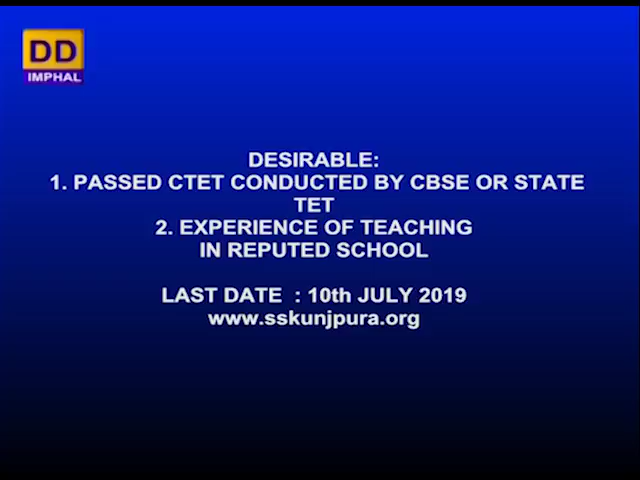 DD
IMPHAL
DESIRABLE:
1. PASSED CTET CONDUCTED BY CBSE OR STATE
TET
2. EXPERIENCE OF TEACHING
IN REPUTED SCHOOL
LAST DATE : 10th JULY 2019
www.sskunjpura.org